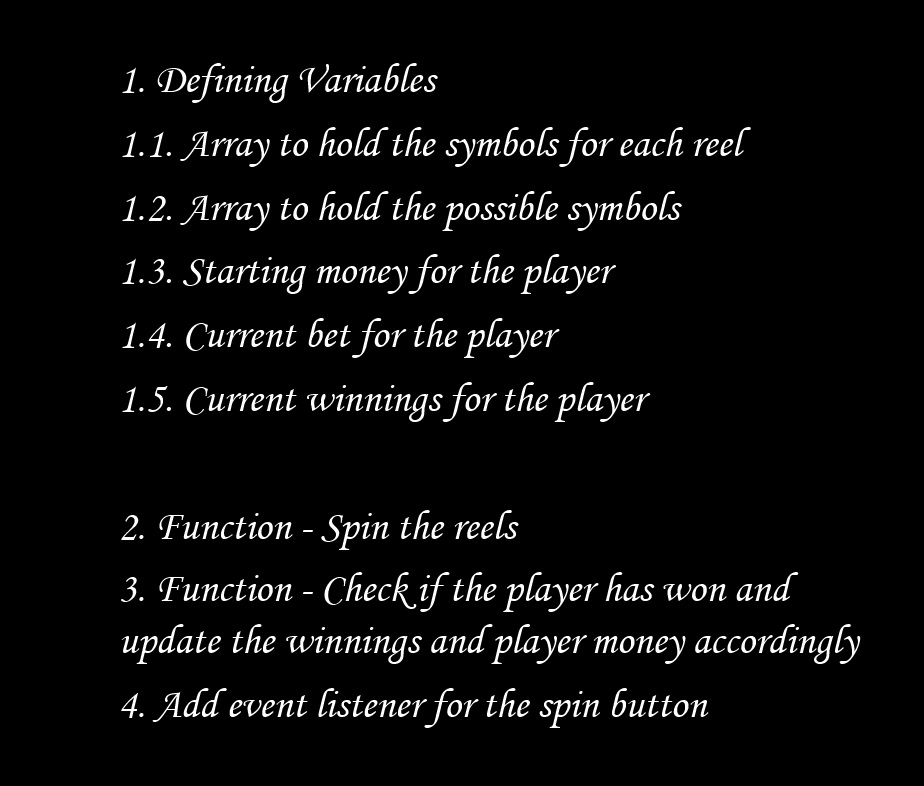 1. Defining Variables
1.1. Array to hold the symbols for each reel
1.2. Array to hold the possible symbols
1.3. Starting money for the player
1.4. Current bet for the player
1.5. Current winnings for the player
2. Function - Spin the reels
3. Function - Check if the player has won and
update the winnings and player money accordingly
4. Add event listener for the spin button